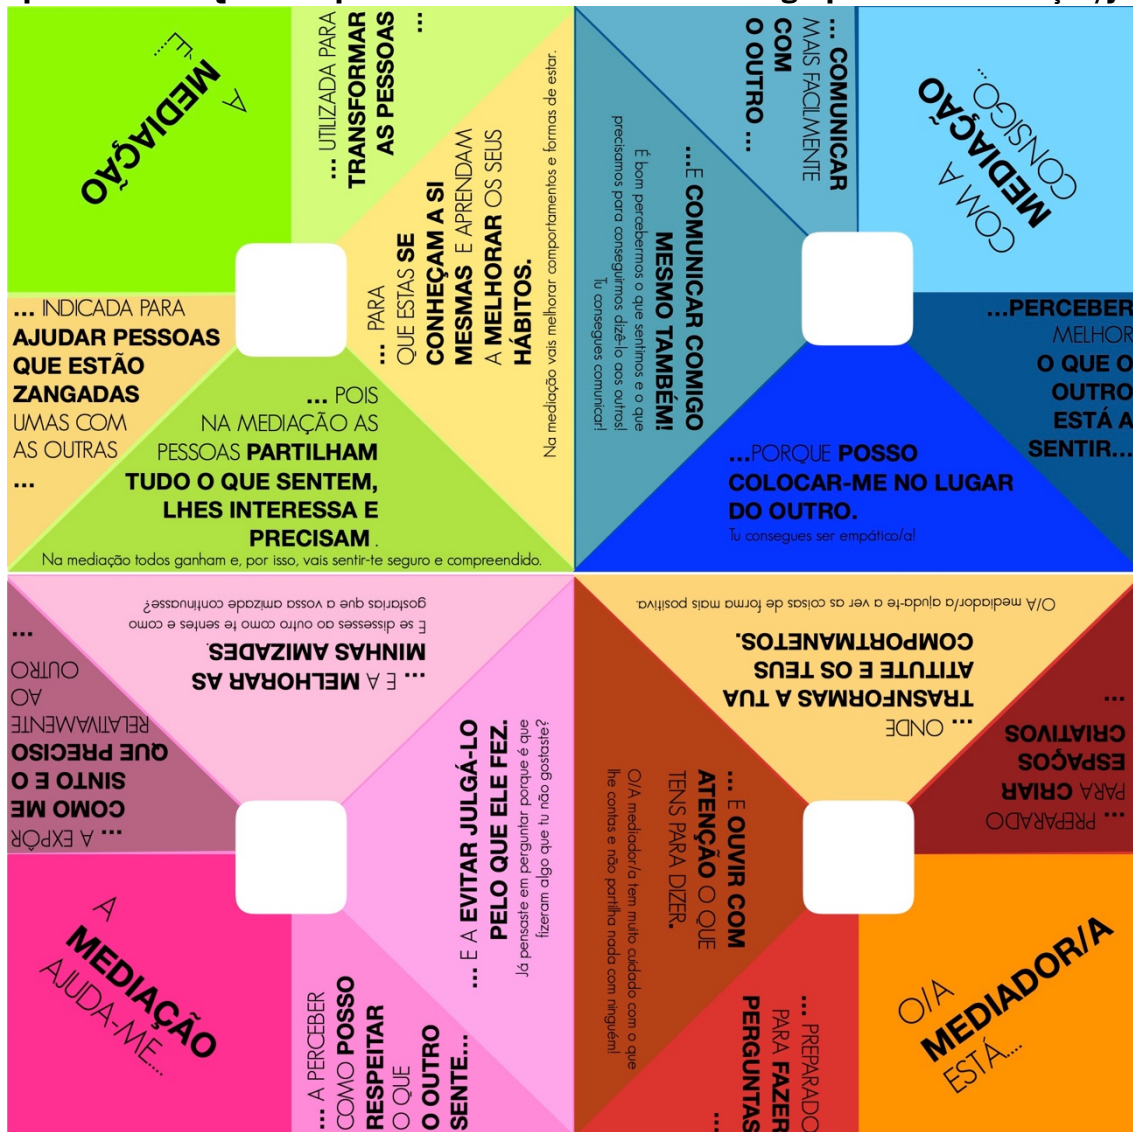 A
MEDIAÇÃO
É...
... UTILIZADA PARA
TRANSFORMAR
AS PESSOAS
...
... PARA
QUE ESTAS SE
CONHEÇAM A SI
MESMAS E APRENDAM
A MELHORAR OS SEUS
HÁBITOS.
Na mediação vais melhorar comportamentos e formas de estar.
... INDICADA PARA
AJUDAR PESSOAS
QUE ESTÃO
ZANGADAS
UMAS COM
AS OUTRAS
...
... POIS
NA MEDIAÇÃO AS
PESSOAS PARTILHAM
TUDO O QUE SENTEM,
LHES INTERESSA E
PRECISAM.
Na mediação todos ganham e, por isso, vais sentir-te seguro e compreendido.
COM A
MEDIAÇÃO
CONSIGO...
... COMUNICAR
MAIS FACILMENTE
COM
O OUTRO ...
...E COMUNICAR COMIGO
MESMO TAMBÉM!
É bom percebermos o que sentimos e o que
precisamos para conseguirmos dizê-lo aos outros!
Tu consegues comunicar!
...PERCEBER
MELHOR
O QUE O
OUTRO
ESTÁ A
SENTIR...
...PORQUE POSSO
COLOCAR-ME NO LUGAR
DO OUTRO.
Tu consegues ser empático/a!
A
MEDIAÇÃO
AJUDA-ME....
... A EXPÔR
COMO ME
SINTO E O
QUE PRECISO
RELATIVAMENTE
AO
OUTRO
...
... E A MELHORAR AS
MINHAS AMIZADES.
E se dissesses ao outro como te sentes e como
gostarias que a vossa amizade continuasse?
... A PERCEBER
COMO POSSO
RESPEITAR
O QUE
O OUTRO
SENTE...
... E A EVITAR JULGÁ-LO
PELO QUE ELE FEZ.
Já pensaste em perguntar porque é que
fizeram algo que tu não gostaste?
O/A
MEDIADOR/A
ESTÁ....
... PREPARADO
PARA CRIAR
ESPAÇOS
CRIATIVOS
...
... ONDE
TRASNFORMAS A TUA
ATITUTE E OS TEUS
COMPORTMANETOS.
O/A mediador/a ajuda-te a ver as coisas de forma mais positiva.
... PREPARADO
PARA FAZER
PERGUNTAS
...
... E OUVIR COM
ATENÇÃO O QUE
TENS PARA DIZER.
O/A mediador/a tem muito cuidado com o que
lhe contas e não partilha nada com ninguém!